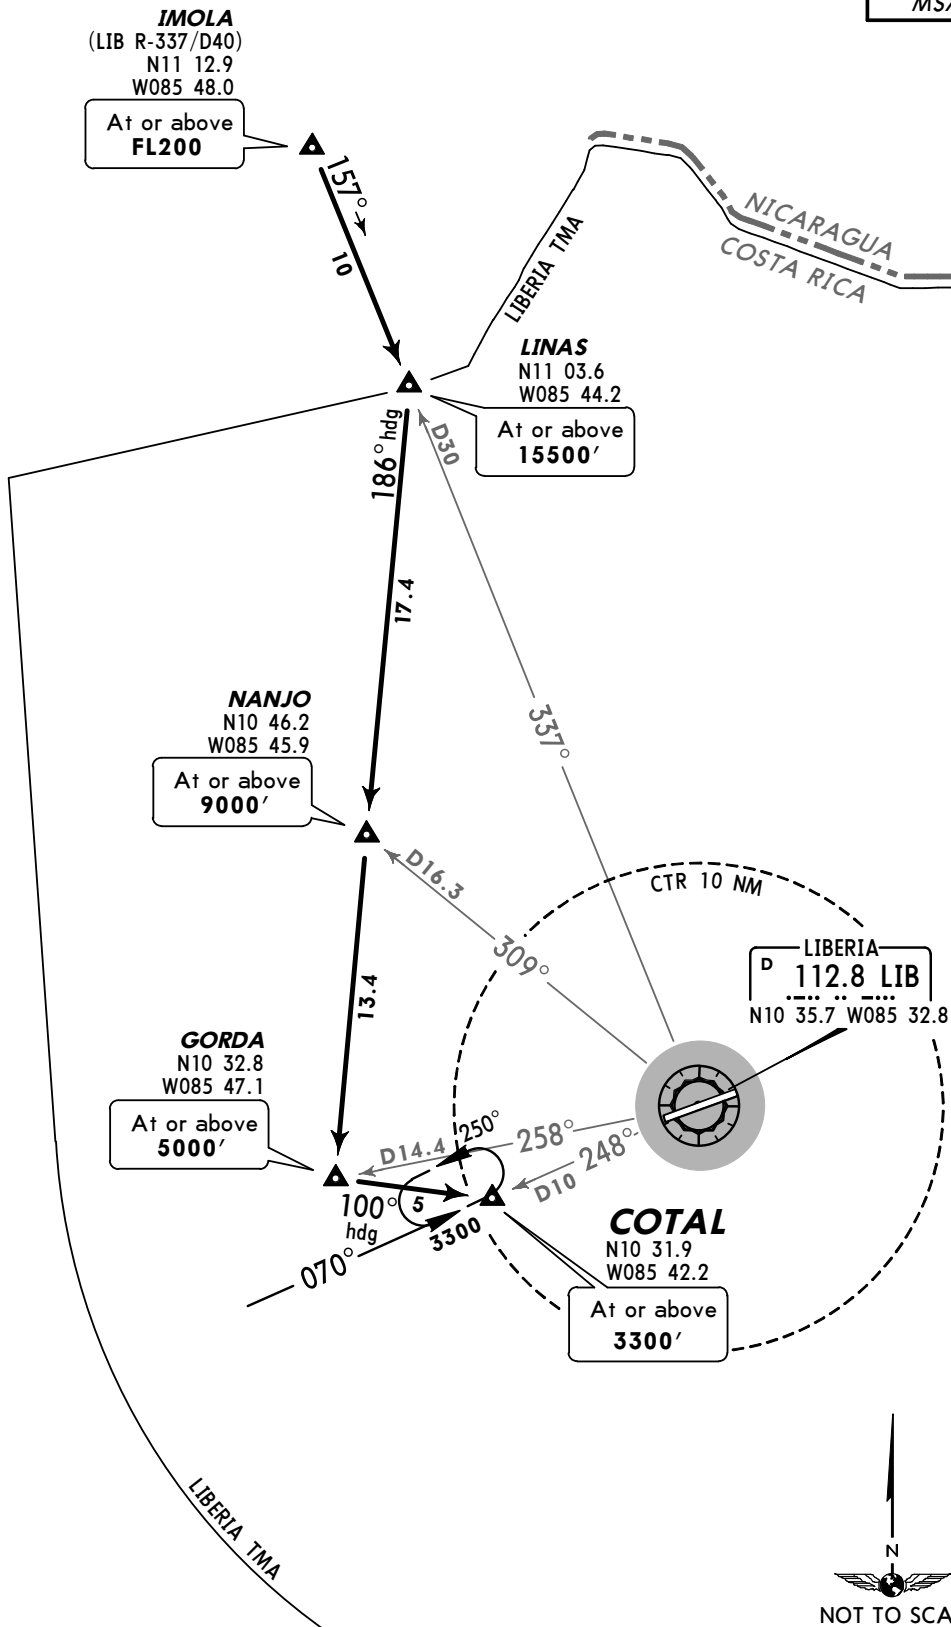 MSA
IMOLA
(LIB R-337/D40)
N11 12.9
W085 48.0
At or above
FL200
157°
10
NICARAGUA
COSTA RICA
LIBERIA TMA
LINAS
N11 03.6
W085 44.2
At or above
15500'
186° hdg
D30
17.4
337°
NANJO
N10 46.2
W085 45.9
At or above
9000'
D16.3
309°
CTR 10 NM
LIBERIA
D 112.8 LIB
N10 35.7 W085 32.8
13.4
GORDA
N10 32.8
W085 47.1
At or above
5000'
D14.4
250°
258°
248°
D10
100°
hdg
5
3300
070°
COTAL
N10 31.9
W085 42.2
At or above
3300'
LIBERIA TMA
N
NOT TO SCA